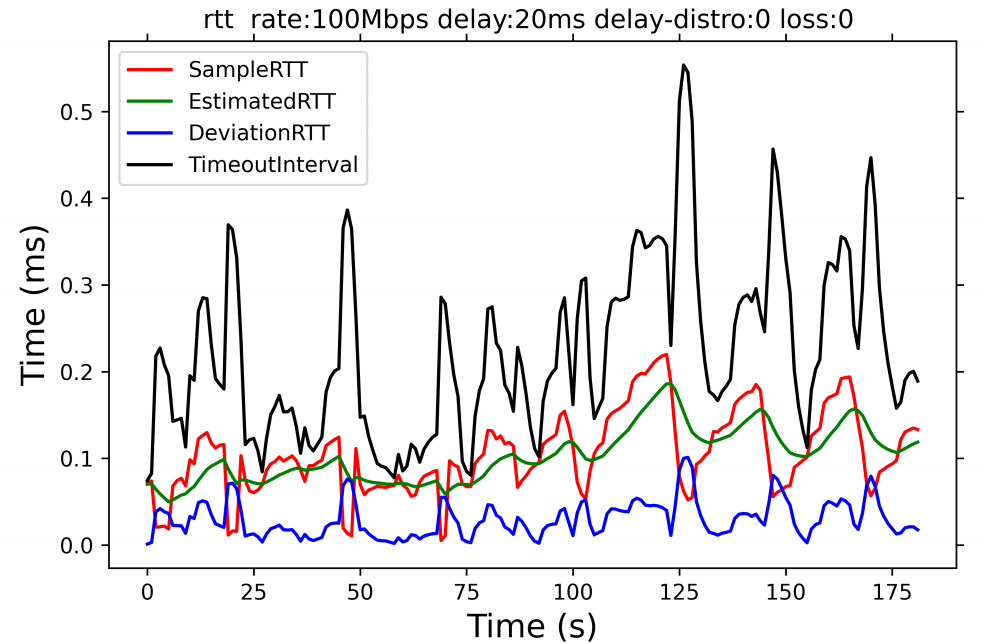 rtt  rate:100Mbps delay:20ms delay-distro:0 loss:0
SampleRTT
EstimatedRTT
DeviationRTT
TimeoutInterval
Time (ms)
0.5
0.4
0.3
0.2
0.1
0.0
0 25 50 75 100 125 150 175
Time (s)